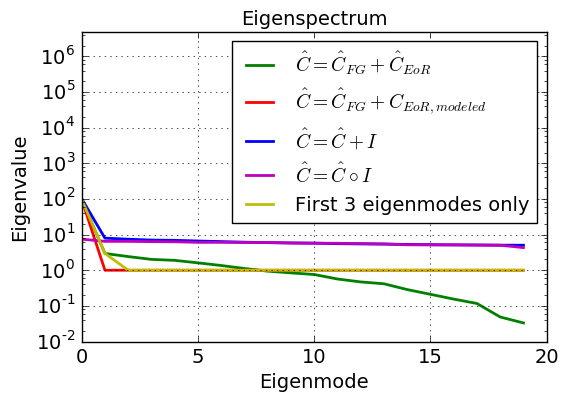 Eigenspectrum
Eigenvalue
10^6
10^5
10^4
10^3
10^2
10^1
10^0
10^-1
10^-2
Ĉ = Ĉ_FG + Ĉ_EoR
Ĉ = Ĉ_FG + C_EoR,modeled
Ĉ = Ĉ + I
Ĉ = Ĉ ∘ I
First 3 eigenmodes only
0 5 10 15 20
Eigenmode